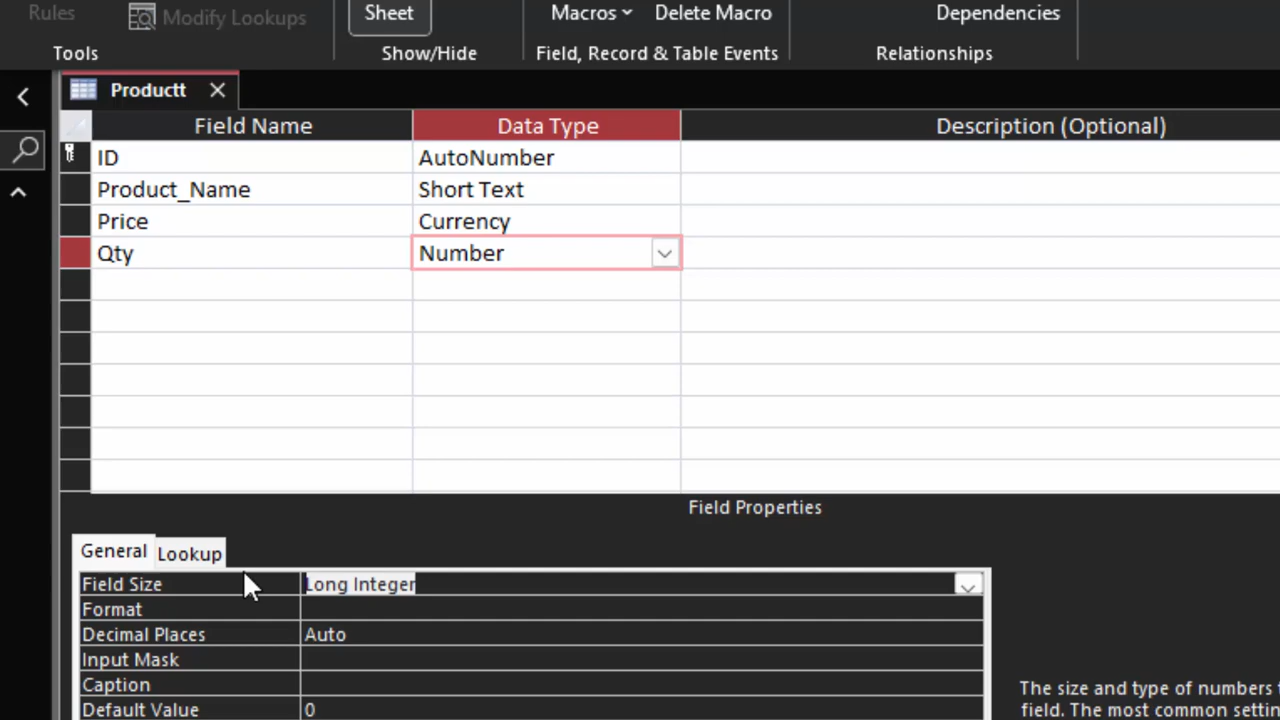 Rules
Modify Lookups
Sheet
Macros
Delete Macro
Dependencies
Tools
Show/Hide
Field, Record & Table Events
Relationships
Productt
Field Name
Data Type
Description (Optional)
ID
AutoNumber
Product_Name
Short Text
Price
Currency
Qty
Number
Field Properties
General
Lookup
Field Size
Long Integer
Format
Decimal Places
Auto
Input Mask
Caption
The size and type of numbers
Default Value
0
field. The most common